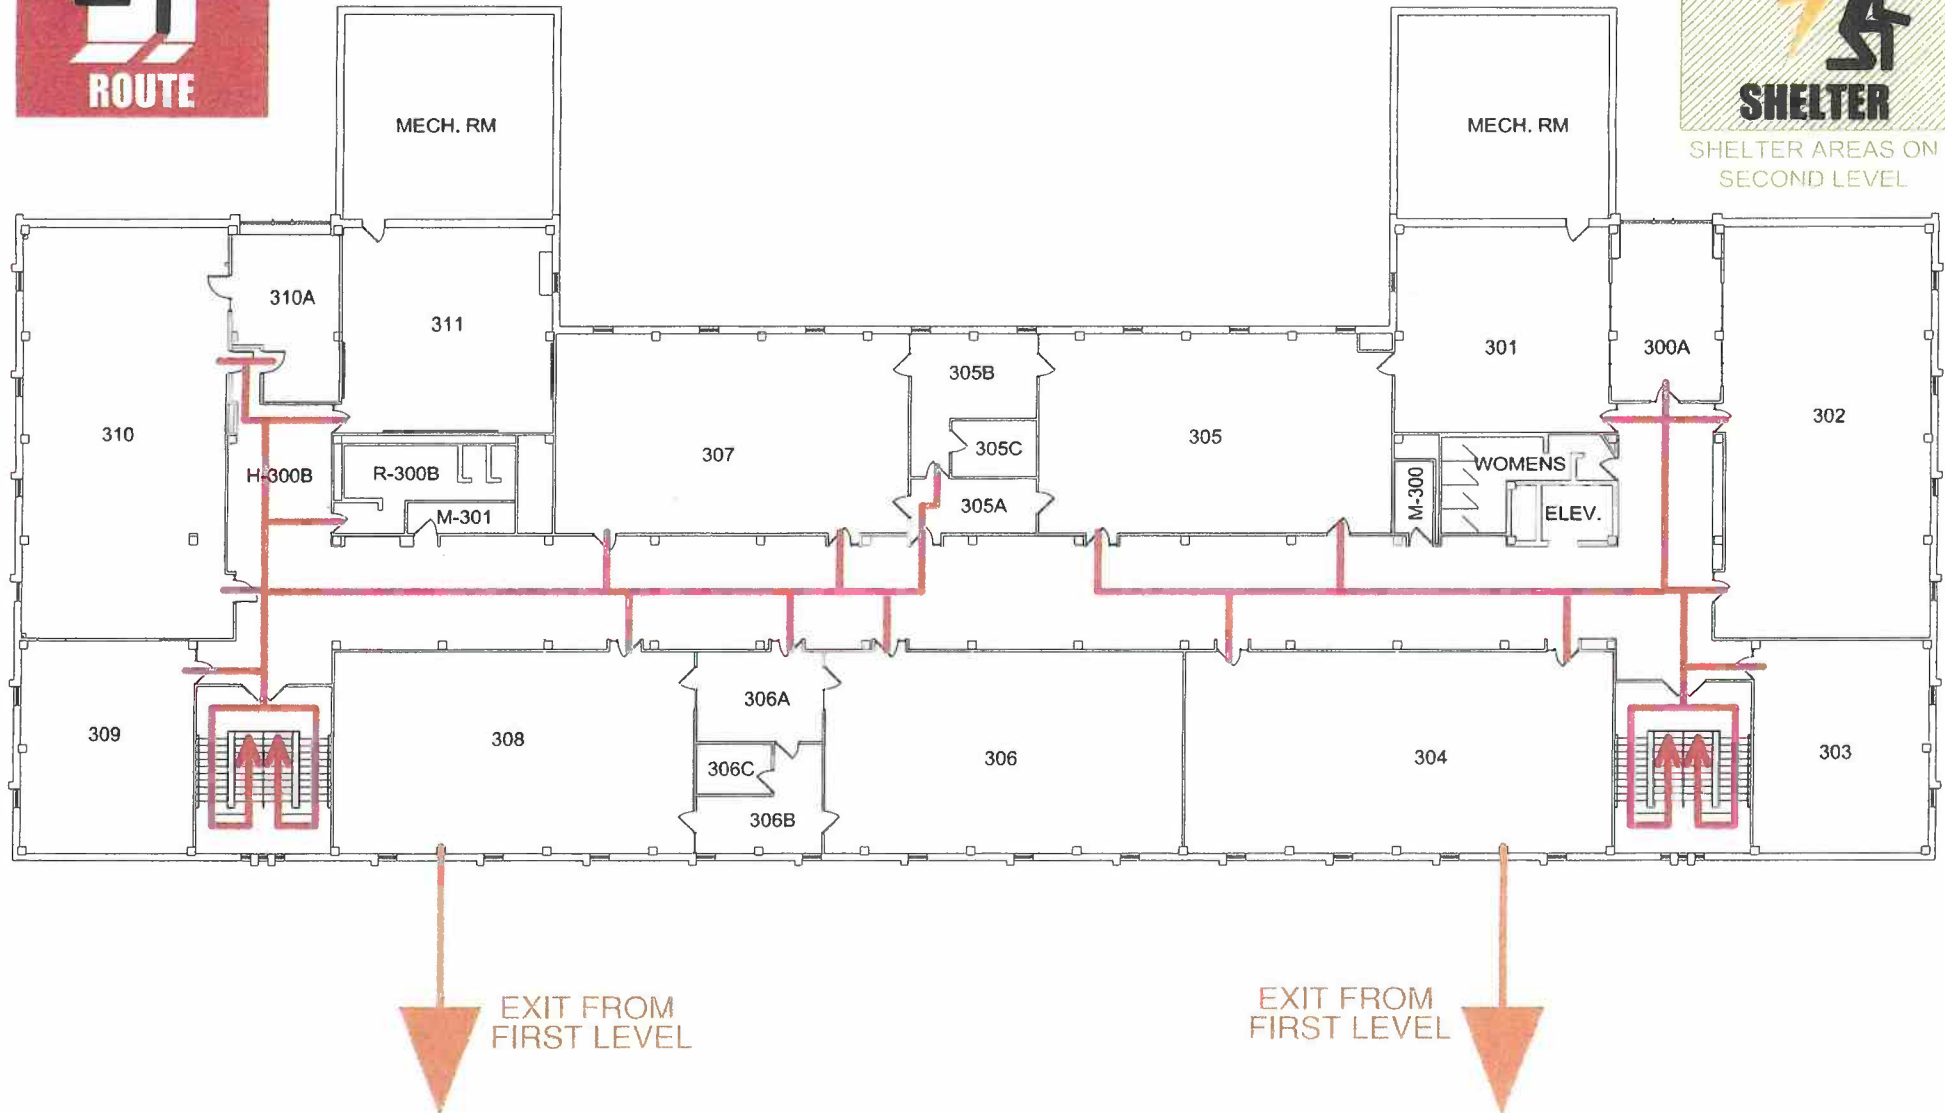 ROUTE
SHELTER
SHELTER AREAS ON
SECOND LEVEL
MECH. RM
MECH. RM
310A
311
301
300A
305B
310
307
305C
305
302
H-300B
R-300B
M-301
305A
M-300
WOMENS
ELEV.
309
308
306A
306C
306B
306
304
303
EXIT FROM
FIRST LEVEL
EXIT FROM
FIRST LEVEL